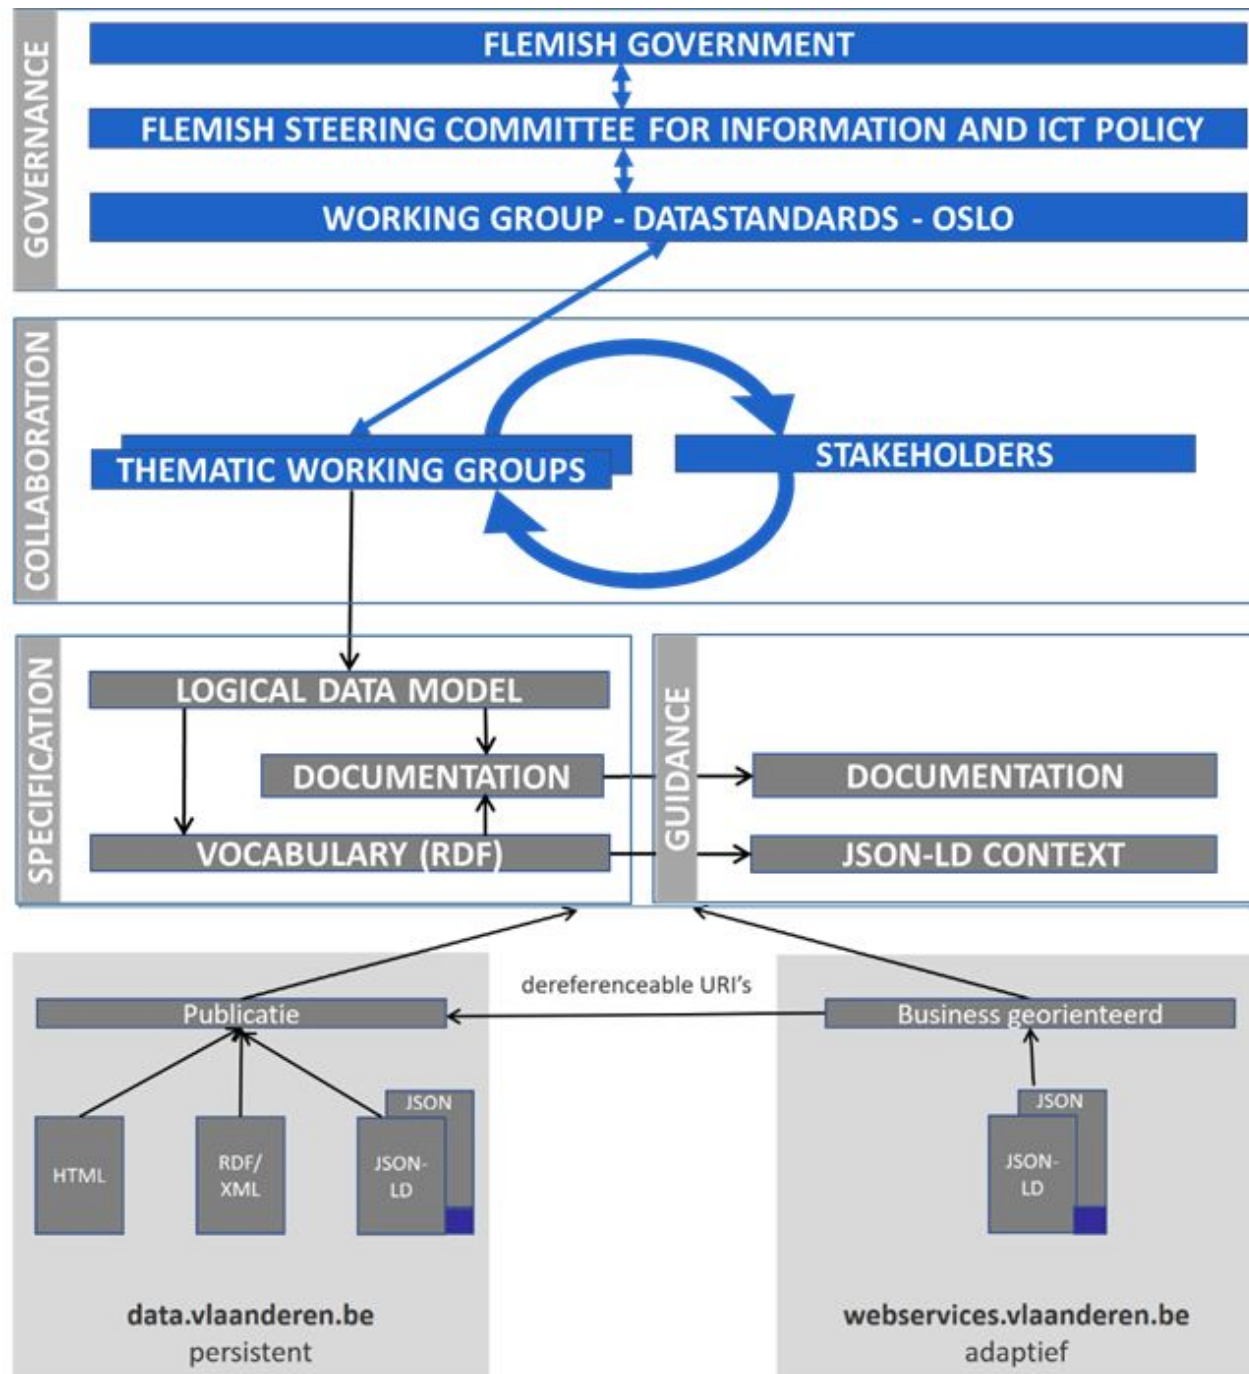 GOVERNANCE
FLEMISH GOVERNMENT
FLEMISH STEERING COMMITTEE FOR INFORMATION AND ICT POLICY
WORKING GROUP - DATASTANDARDS - OSLO
COLLABORATION
THEMATIC WORKING GROUPS
STAKEHOLDERS
SPECIFICATION
LOGICAL DATA MODEL
DOCUMENTATION
VOCABULARY (RDF)
GUIDANCE
DOCUMENTATION
JSON-LD CONTEXT
dereferenceable URI's
Publicatie
HTML
RDF/
XML
JSON
JSON-
LD
data.vlaanderen.be
persistent
Business georienteerd
JSON
JSON-
LD
webservices.vlaanderen.be
adaptief